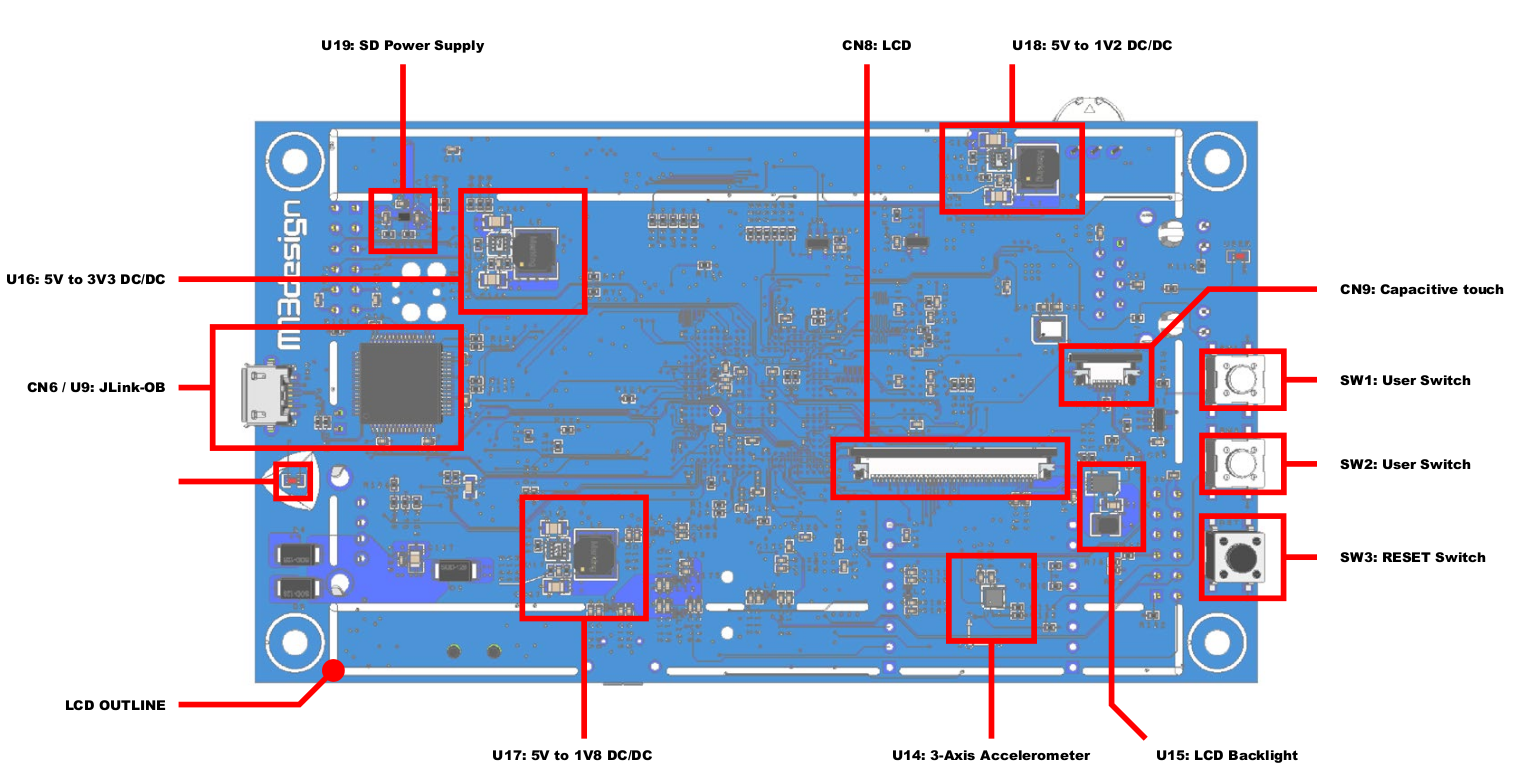 U19: SD Power Supply
CN8: LCD
U18: 5V to 1V2 DC/DC
m3design
U16: 5V to 3V3 DC/DC
CN9: Capacitive touch
CN6 / U9: JLink-OB
SW1: User Switch
SW2: User Switch
SW3: RESET Switch
LCD OUTLINE
U17: 5V to 1V8 DC/DC
U14: 3-Axis Accelerometer
U15: LCD Backlight